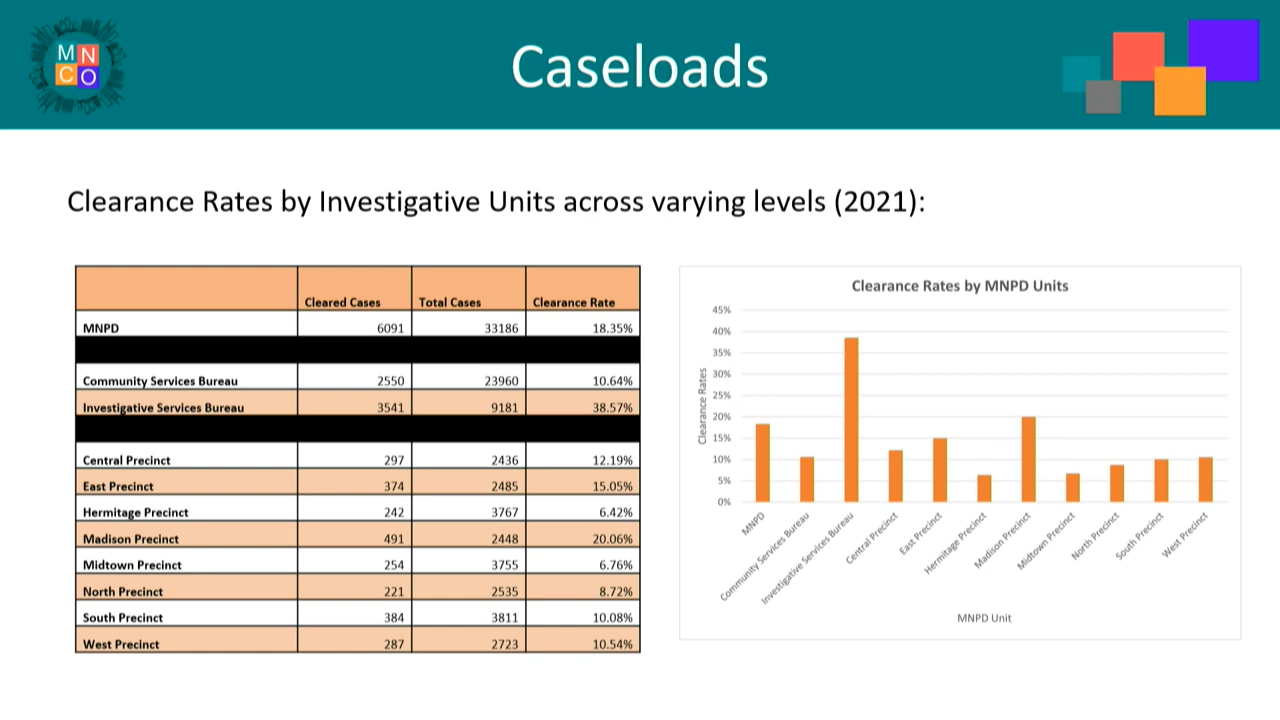 M N
C O
Caseloads
Clearance Rates by Investigative Units across varying levels (2021):
Cleared Cases Total Cases Clearance Rate
MNPD 6091 33186 18.35%
Community Services Bureau 2550 23960 10.64%
Investigative Services Bureau 3541 9181 38.57%
Central Precinct 297 2436 12.19%
East Precinct 374 2485 15.05%
Hermitage Precinct 242 3767 6.42%
Madison Precinct 491 2448 20.06%
Midtown Precinct 254 3755 6.76%
North Precinct 221 2535 8.72%
South Precinct 384 3811 10.08%
West Precinct 287 2723 10.54%
Clearance Rates by MNPD Units
Clearance Rates
45%
40%
35%
30%
25%
20%
15%
10%
5%
0%
MNPD
Community Services Bureau
Investigative Services Bureau
Central Precinct
East Precinct
Hermitage Precinct
Madison Precinct
Midtown Precinct
North Precinct
South Precinct
West Precinct
MNPD Unit